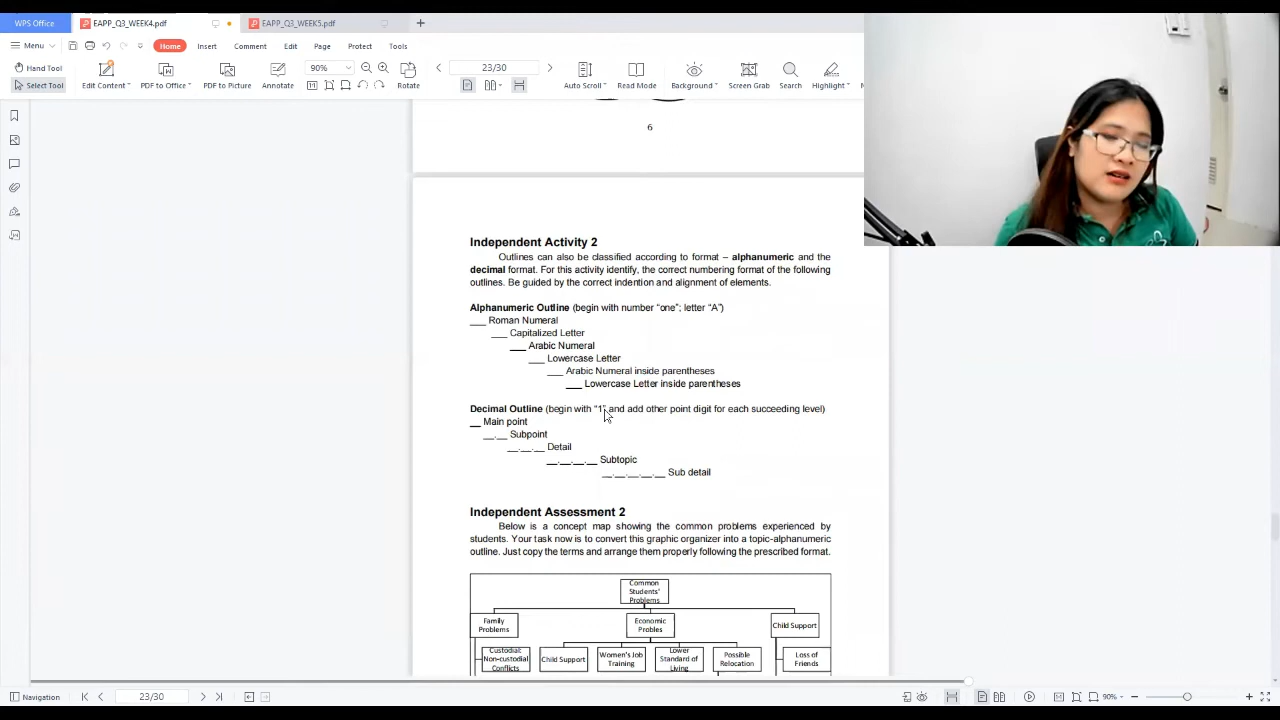 WPS Office EAPP_Q3_WEEK4.pdf EAPP_Q3_WEEK5.pdf
Menu Home Insert Comment Edit Page Protect Tools
Hand Tool 90% 23/30
Select Tool Edit Content PDF to Office PDF to Picture Annotate Rotate Auto Scroll Read Mode Background Screen Grab Search Highlight
6
Independent Activity 2
Outlines can also be classified according to format – alphanumeric and the
decimal format. For this activity identify, the correct numbering format of the following
outlines. Be guided by the correct indention and alignment of elements.
Alphanumeric Outline (begin with number “one”; letter “A”)
___ Roman Numeral
___ Capitalized Letter
___ Arabic Numeral
___ Lowercase Letter
___ Arabic Numeral inside parentheses
___ Lowercase Letter inside parentheses
Decimal Outline (begin with “1” and add other point digit for each succeeding level)
__ Main point
__.__ Subpoint
__.__.__ Detail
__.__.__.__ Subtopic
__.__.__.__.__ Sub detail
Independent Assessment 2
Below is a concept map showing the common problems experienced by
students. Your task now is to convert this graphic organizer into a topic-alphanumeric
outline. Just copy the terms and arrange them properly following the prescribed format.
Common
Students'
Problems
Family
Problems
Economic
Probles
Child Support
Custodial:
Non-custodial
Conflicts
Child Support
Women's Job
Training
Lower
Standard of
Living
Possible
Relocation
Loss of
Friends
Navigation 23/30 90%